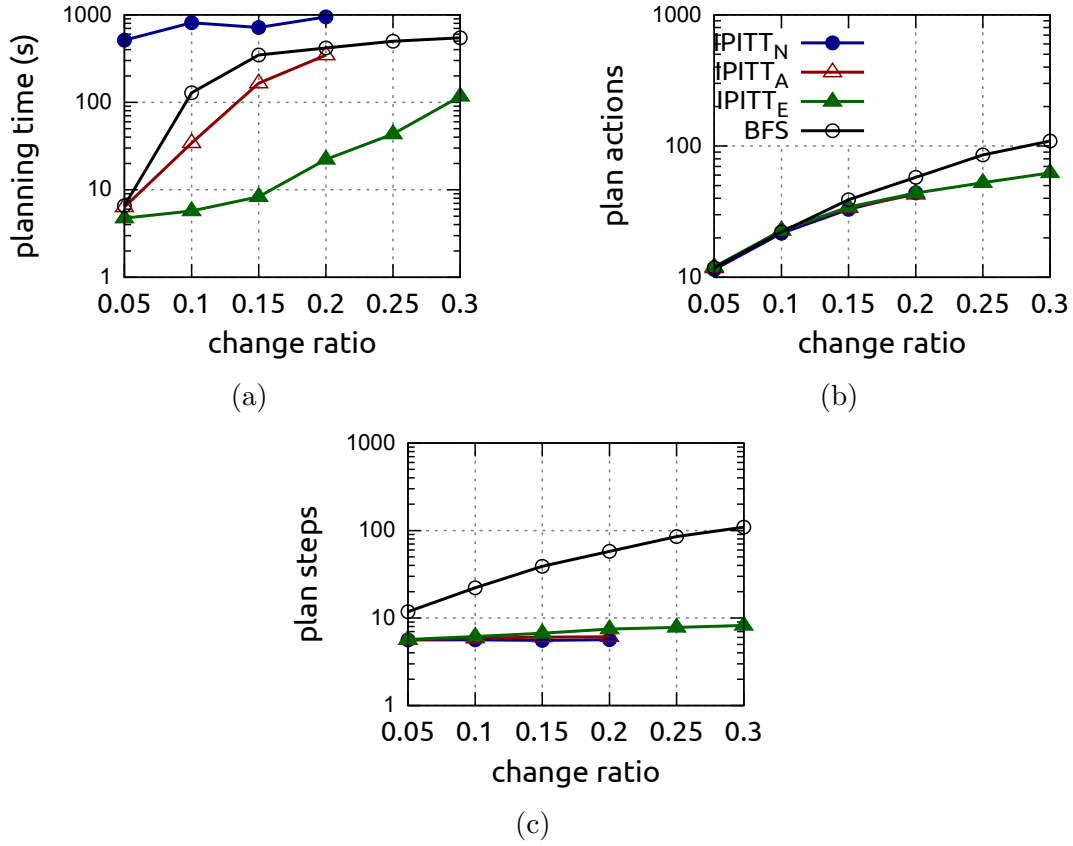 1000
100
10
1
planning time (s)
0.05 0.1 0.15 0.2 0.25 0.3
change ratio
(a)
1000
100
10
plan actions
IPITT_N
IPITT_A
IPITT_E
BFS
0.05 0.1 0.15 0.2 0.25 0.3
change ratio
(b)
1000
100
10
1
plan steps
0.05 0.1 0.15 0.2 0.25 0.3
change ratio
(c)